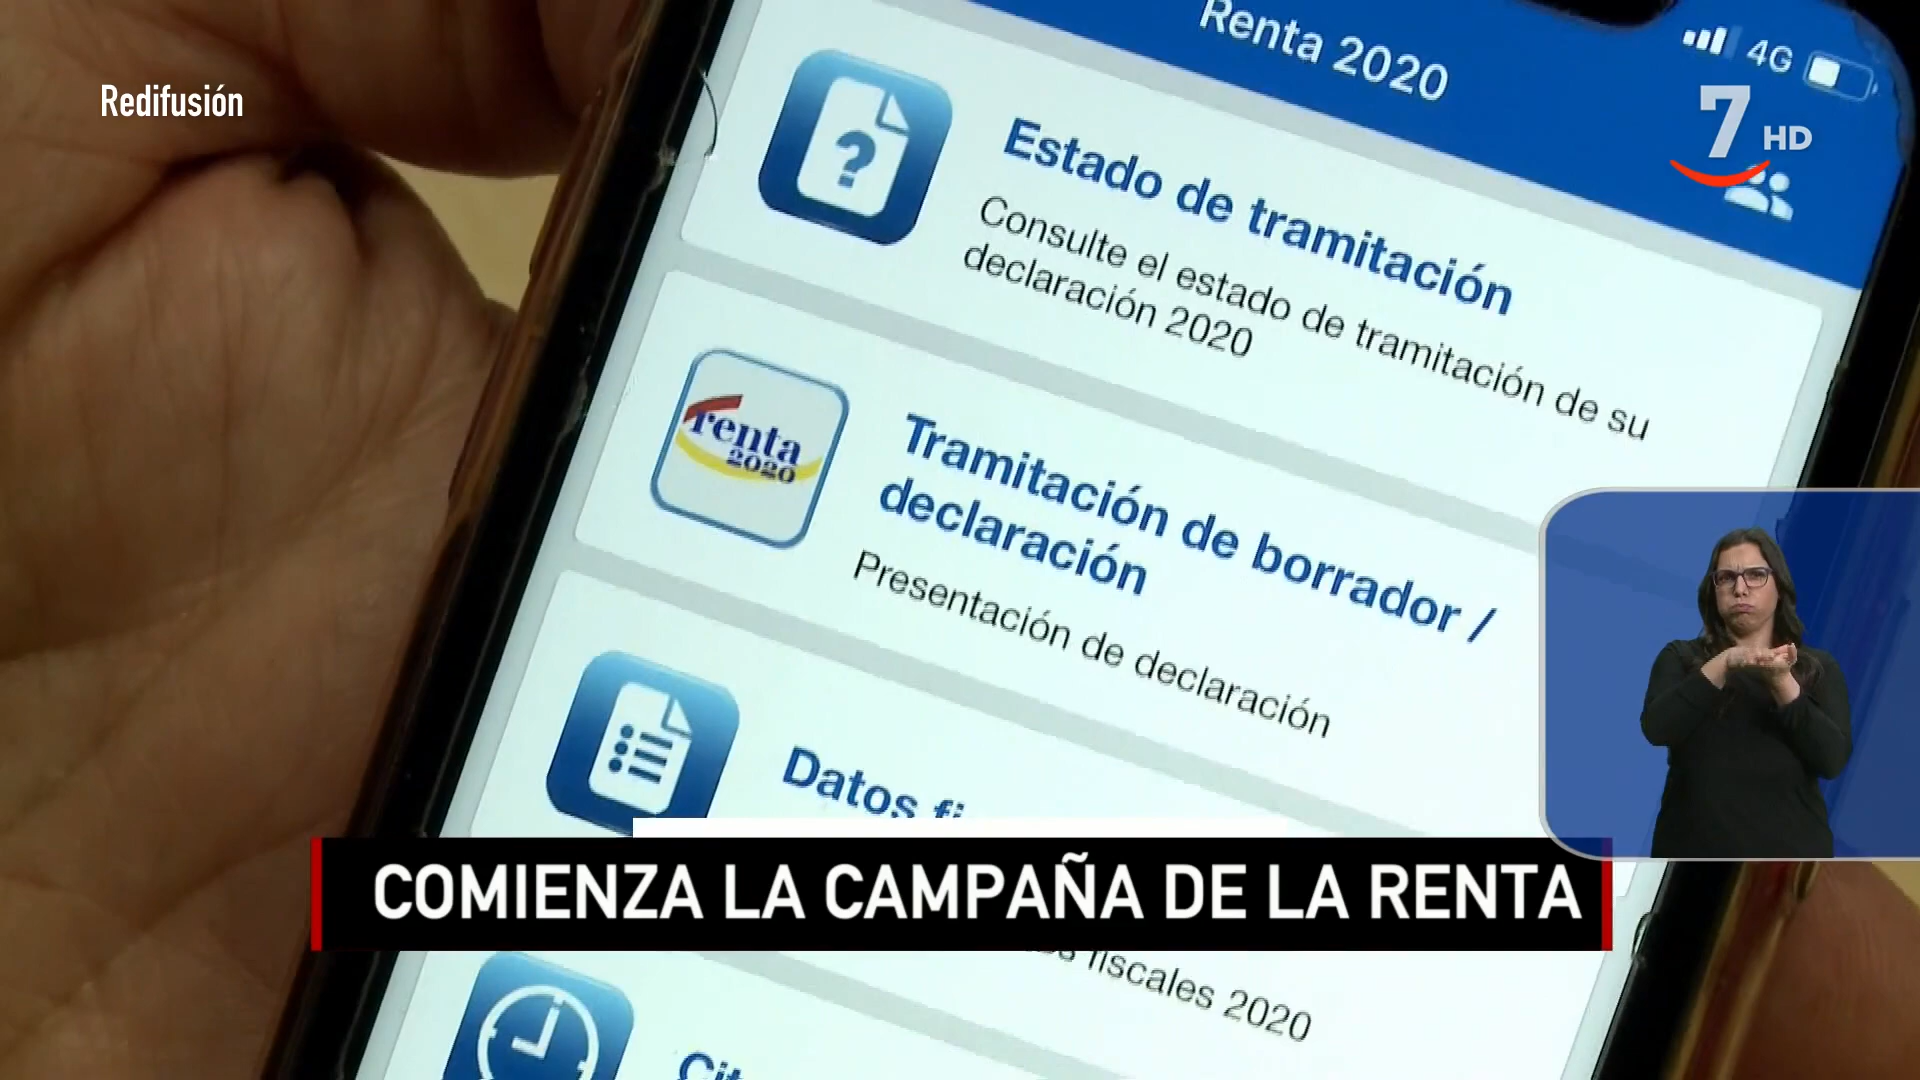 Redifusión
Renta 2020
4G
7 HD
Estado de tramitación
Consulte el estado de tramitación de su
declaración 2020
renta
2020
Tramitación de borrador /
declaración
Presentación de declaración
Datos
COMIENZA LA CAMPAÑA DE LA RENTA
fiscales 2020